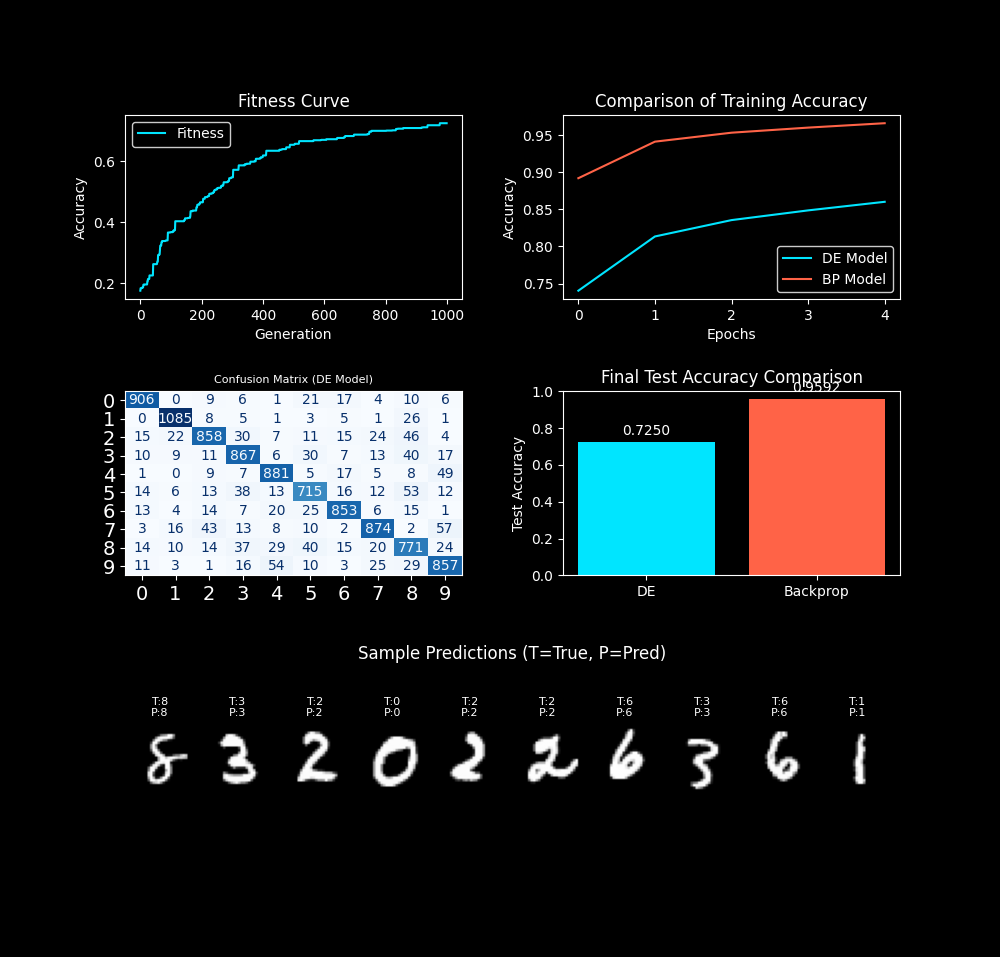 Fitness Curve
Fitness
Accuracy
0.6
0.4
0.2
0 200 400 600 800 1000
Generation
Comparison of Training Accuracy
Accuracy
0.95
0.90
0.85
0.80
0.75
DE Model
BP Model
0 1 2 3 4
Epochs
Confusion Matrix (DE Model)
0 906 0 9 6 1 21 17 4 10 6
1 0 1085 8 5 1 3 5 1 26 1
2 15 22 858 30 7 11 15 24 46 4
3 10 9 11 867 6 30 7 13 40 17
4 1 0 9 7 881 5 17 5 8 49
5 14 6 13 38 13 715 16 12 53 12
6 13 4 14 7 20 25 853 6 15 1
7 3 16 43 13 8 10 2 874 2 57
8 14 10 14 37 29 40 15 20 771 24
9 11 3 1 16 54 10 3 25 29 857
0 1 2 3 4 5 6 7 8 9
Final Test Accuracy Comparison
0.9592
0.7250
Test Accuracy
1.0
0.8
0.6
0.4
0.2
0.0
DE Backprop
Sample Predictions (T=True, P=Pred)
T:8 T:3 T:2 T:0 T:2 T:2 T:6 T:3 T:6 T:1
P:8 P:3 P:2 P:0 P:2 P:2 P:6 P:3 P:6 P:1
8 3 2 0 2 2 6 3 6 1